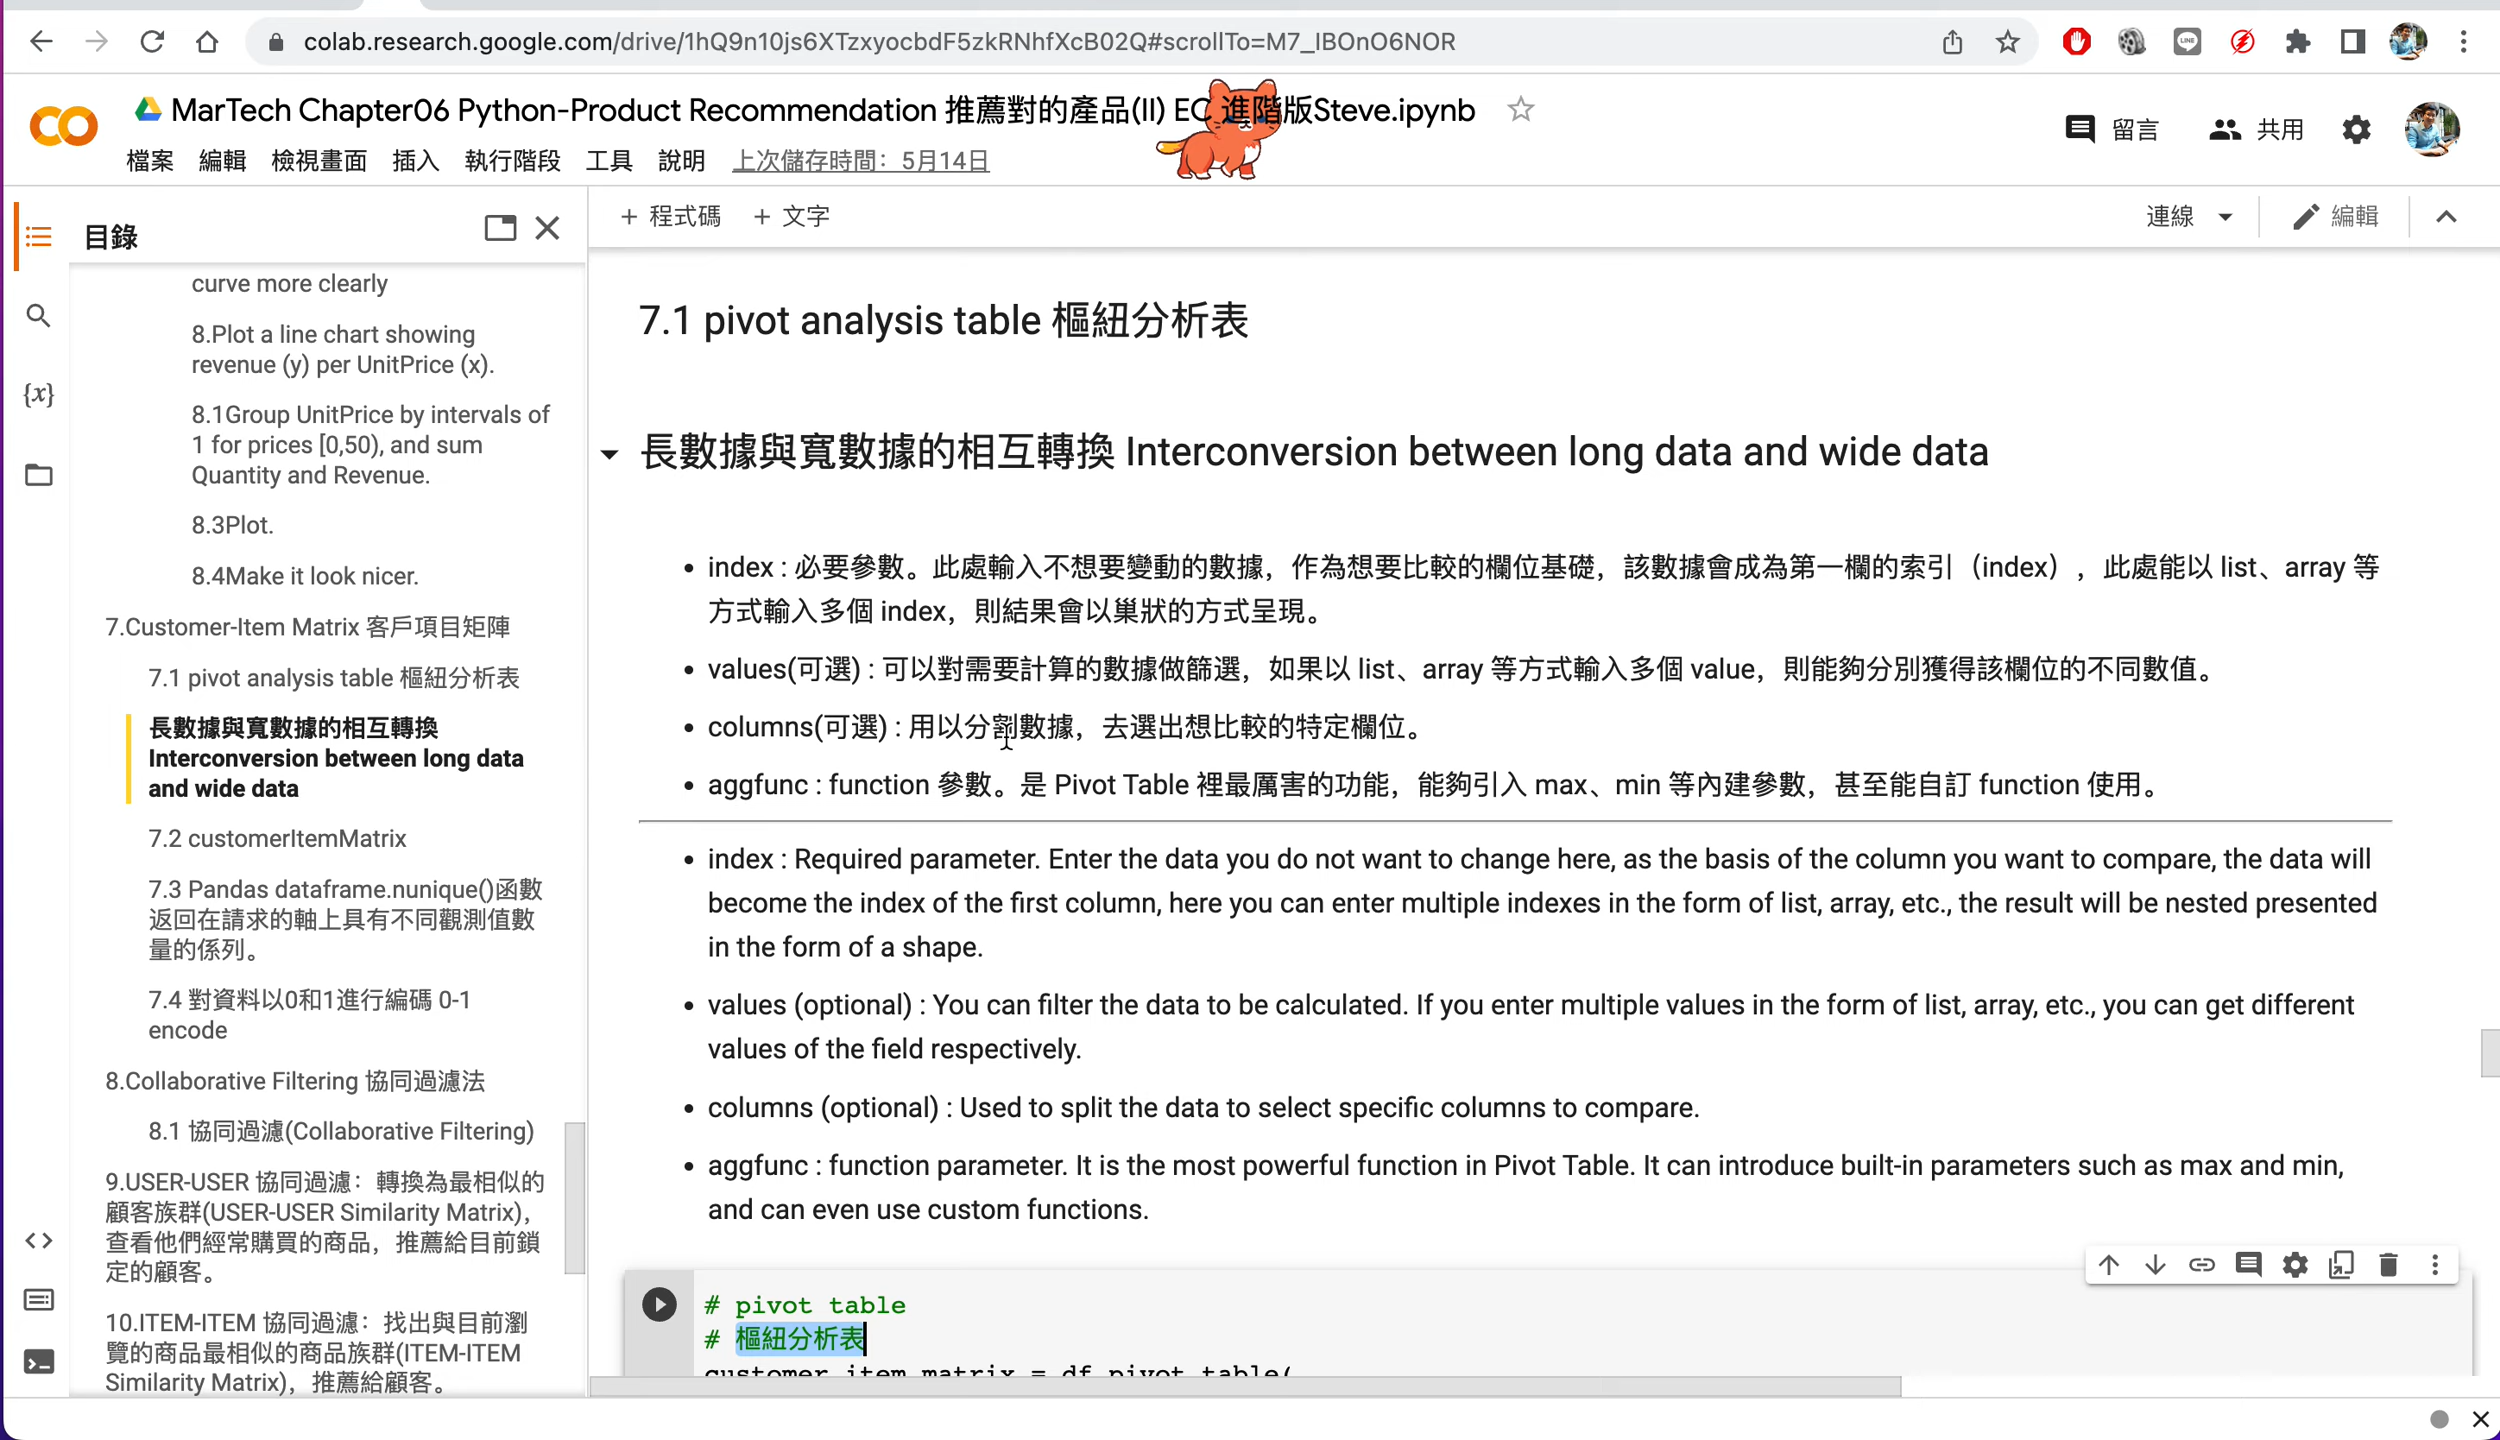 colab.research.google.com/drive/1hQ9n10js6XTzxyocbdF5zkRNhfXcB02Q#scrollTo=M7_IBOnO6NOR
MarTech Chapter06 Python-Product Recommendation 推薦對的產品(II) EC 進階版Steve.ipynb
留言
共用
檔案 編輯 檢視畫面 插入 執行階段 工具 說明 上次儲存時間：5月14日
目錄
+ 程式碼 + 文字
連線
編輯
curve more clearly
8.Plot a line chart showing
revenue (y) per UnitPrice (x).
8.1Group UnitPrice by intervals of
1 for prices [0,50), and sum
Quantity and Revenue.
8.3Plot.
8.4Make it look nicer.
7.Customer-Item Matrix 客戶項目矩陣
7.1 pivot analysis table 樞紐分析表
長數據與寬數據的相互轉換
Interconversion between long data
and wide data
7.2 customerItemMatrix
7.3 Pandas dataframe.nunique()函數
返回在請求的軸上具有不同觀測值數
量的係列。
7.4 對資料以0和1進行編碼 0-1
encode
8.Collaborative Filtering 協同過濾法
8.1 協同過濾(Collaborative Filtering)
9.USER-USER 協同過濾：轉換為最相似的
顧客族群(USER-USER Similarity Matrix)，
查看他們經常購買的商品，推薦給目前鎖
定的顧客。
10.ITEM-ITEM 協同過濾：找出與目前瀏
覽的商品最相似的商品族群(ITEM-ITEM
Similarity Matrix)，推薦給顧客。
7.1 pivot analysis table 樞紐分析表
長數據與寬數據的相互轉換 Interconversion between long data and wide data
• index : 必要參數。此處輸入不想要變動的數據，作為想要比較的欄位基礎，該數據會成為第一欄的索引（index），此處能以 list、array 等
方式輸入多個 index，則結果會以巢狀的方式呈現。
• values(可選) : 可以對需要計算的數據做篩選，如果以 list、array 等方式輸入多個 value，則能夠分別獲得該欄位的不同數值。
• columns(可選) : 用以分割數據，去選出想比較的特定欄位。
• aggfunc : function 參數。是 Pivot Table 裡最厲害的功能，能夠引入 max、min 等內建參數，甚至能自訂 function 使用。
• index : Required parameter. Enter the data you do not want to change here, as the basis of the column you want to compare, the data will
become the index of the first column, here you can enter multiple indexes in the form of list, array, etc., the result will be nested presented
in the form of a shape.
• values (optional) : You can filter the data to be calculated. If you enter multiple values in the form of list, array, etc., you can get different
values of the field respectively.
• columns (optional) : Used to split the data to select specific columns to compare.
• aggfunc : function parameter. It is the most powerful function in Pivot Table. It can introduce built-in parameters such as max and min,
and can even use custom functions.
# pivot table
# 樞紐分析表
customer_item_matrix = df.pivot_table(